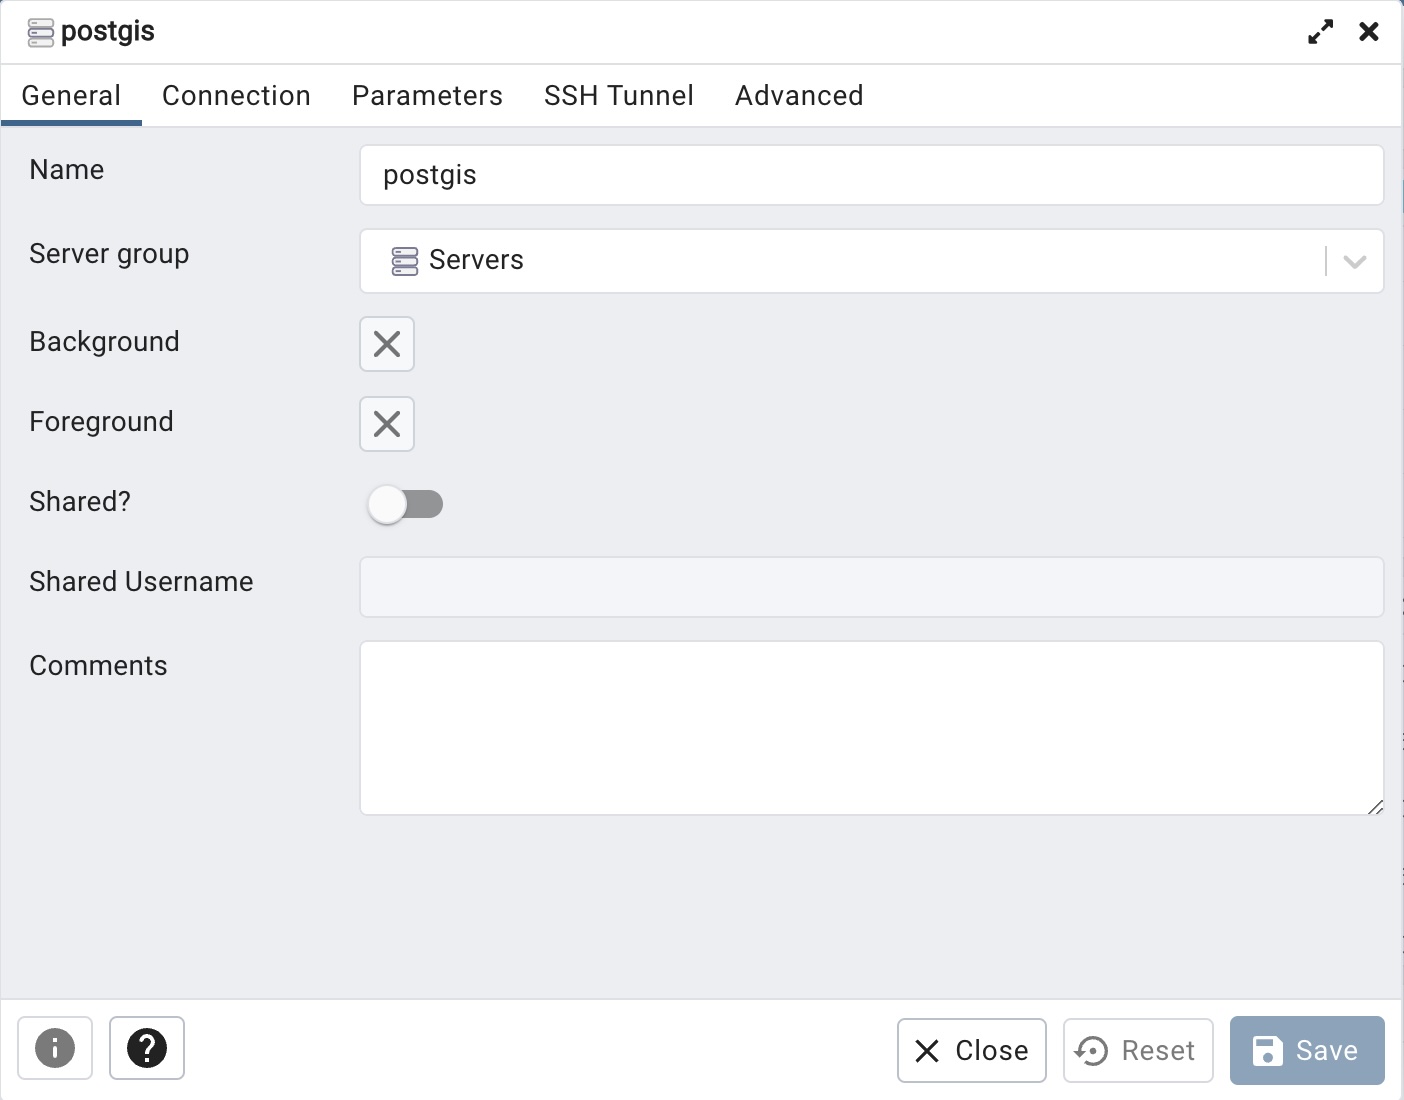 postgis
General Connection Parameters SSH Tunnel Advanced
Name postgis
Server group Servers
Background
Foreground
Shared?
Shared Username
Comments
Close Reset Save